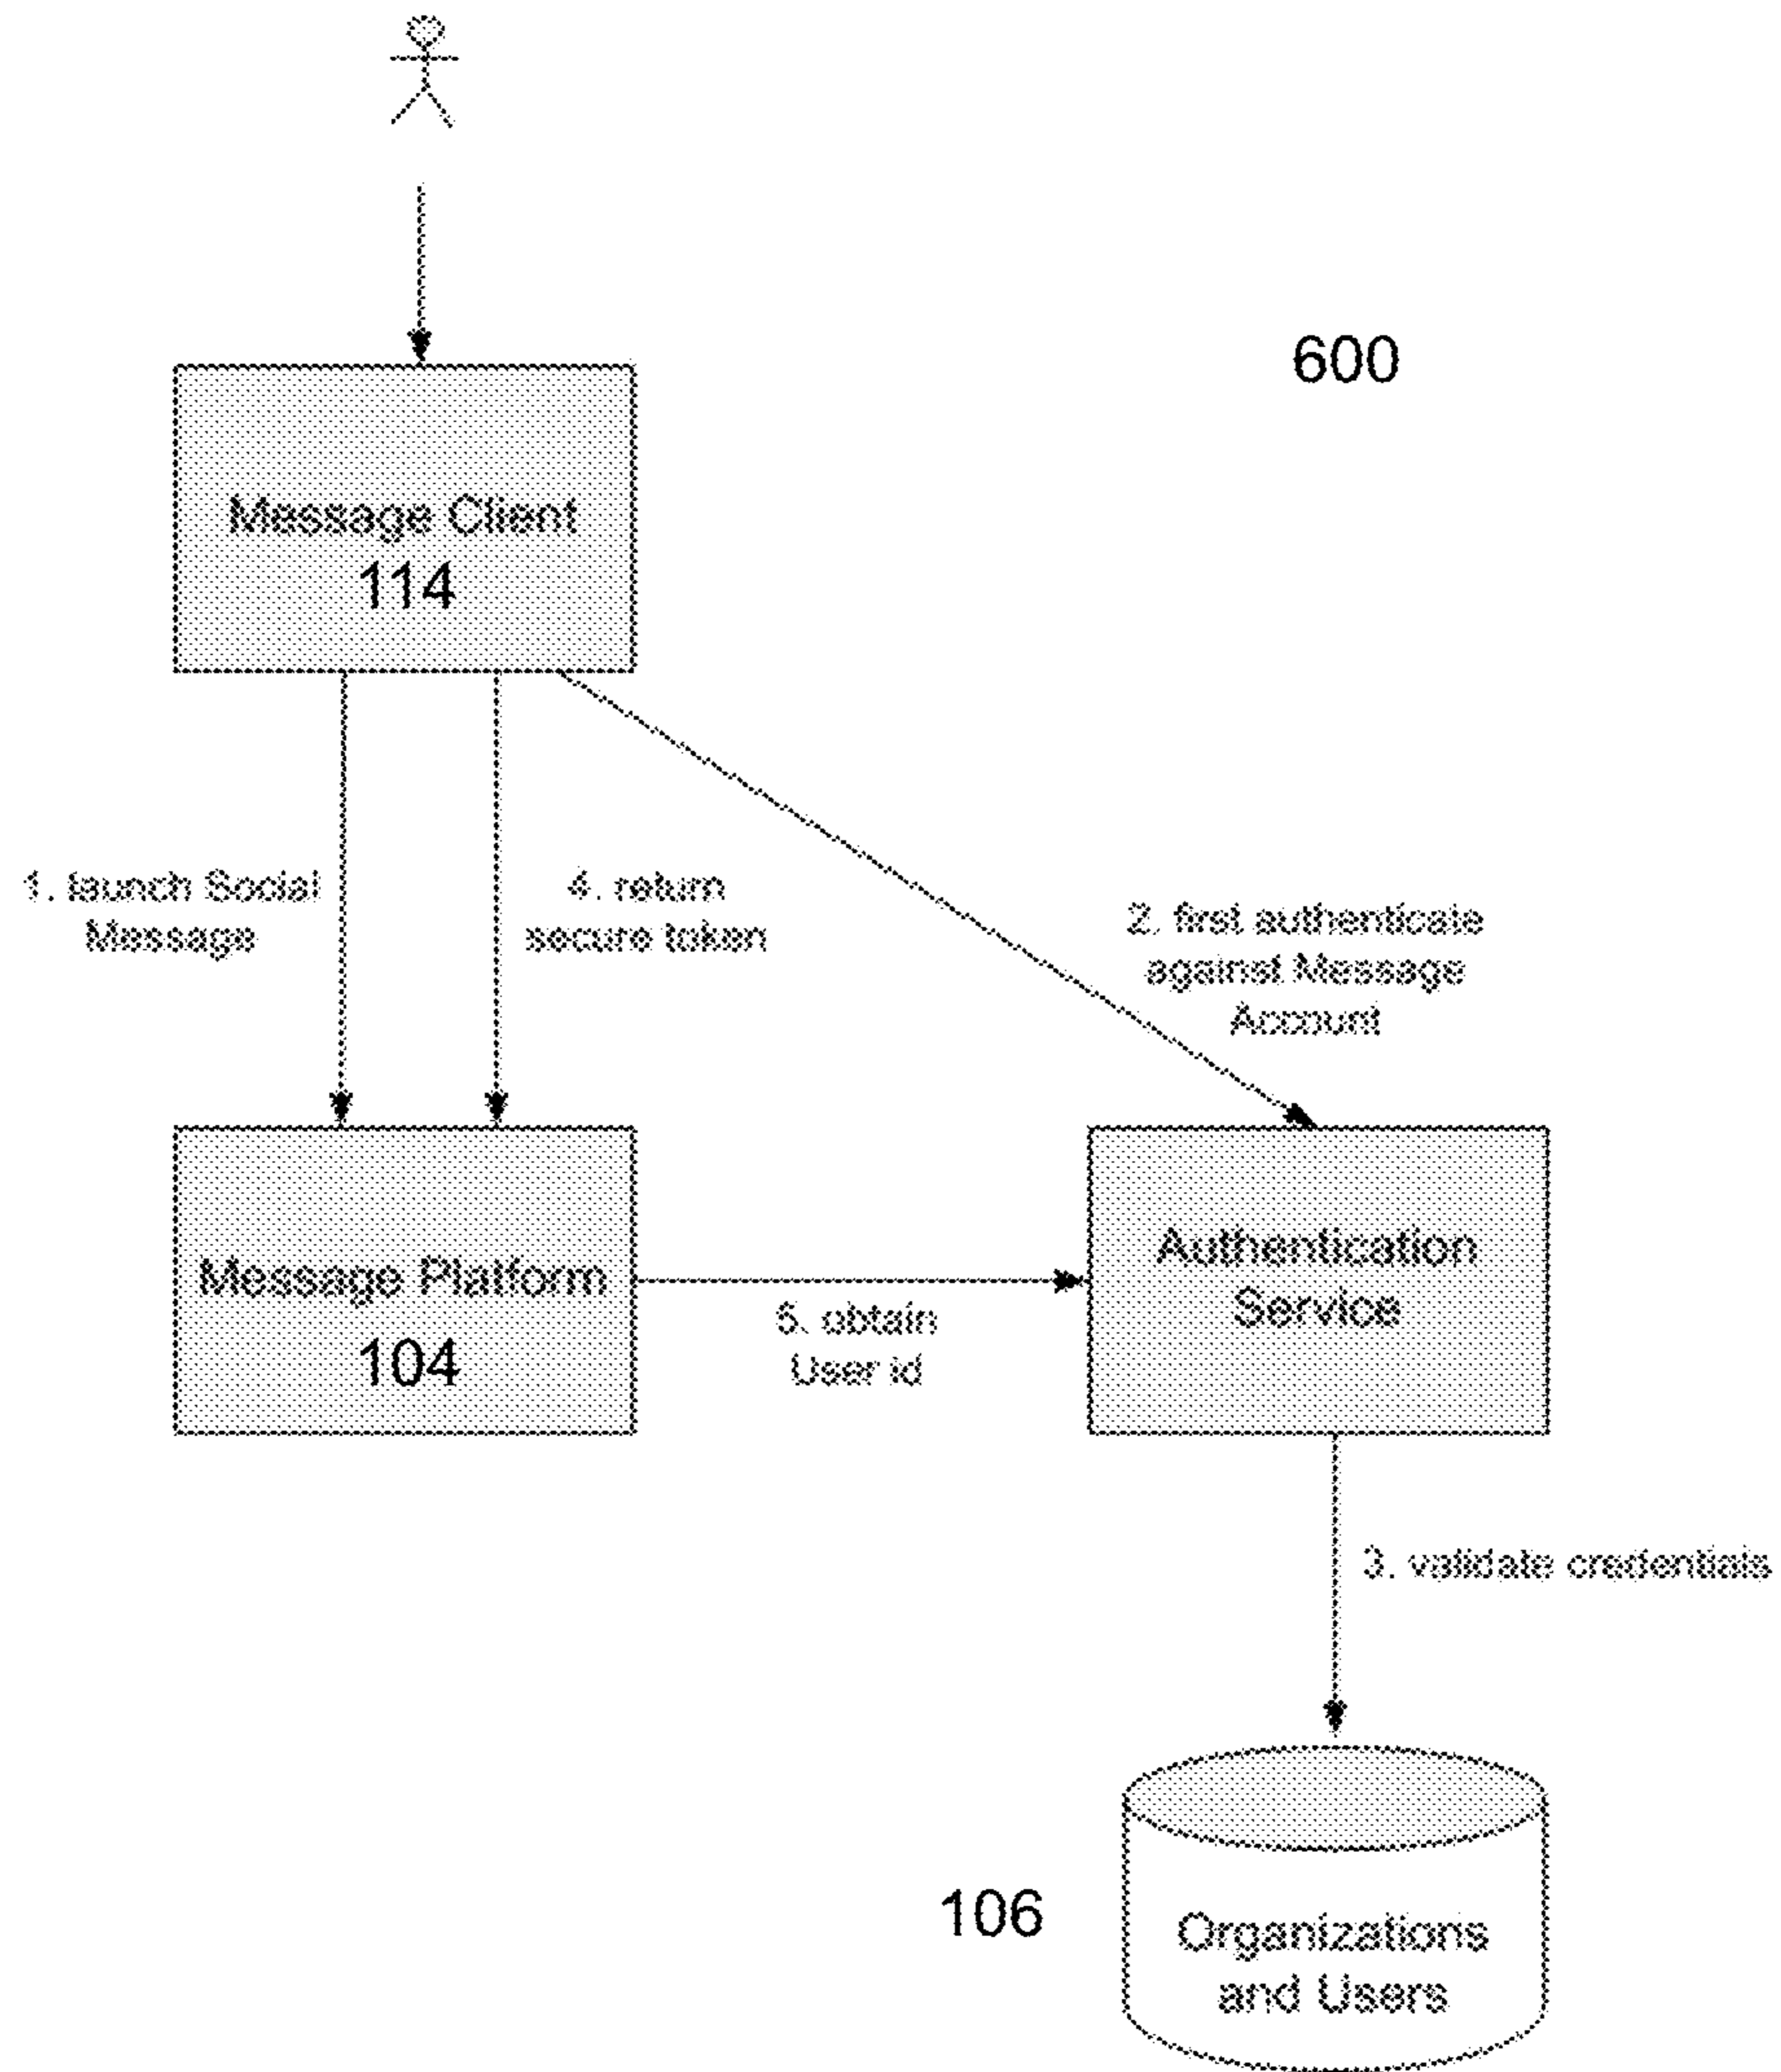 600
Message Client
114
1. launch Social
Message
4. return
secure token
2. first authenticate
against Message
Account
Message Platform
104
5. obtain
User id
Authentication
Service
3. validate credentials
106
Organizations
and Users